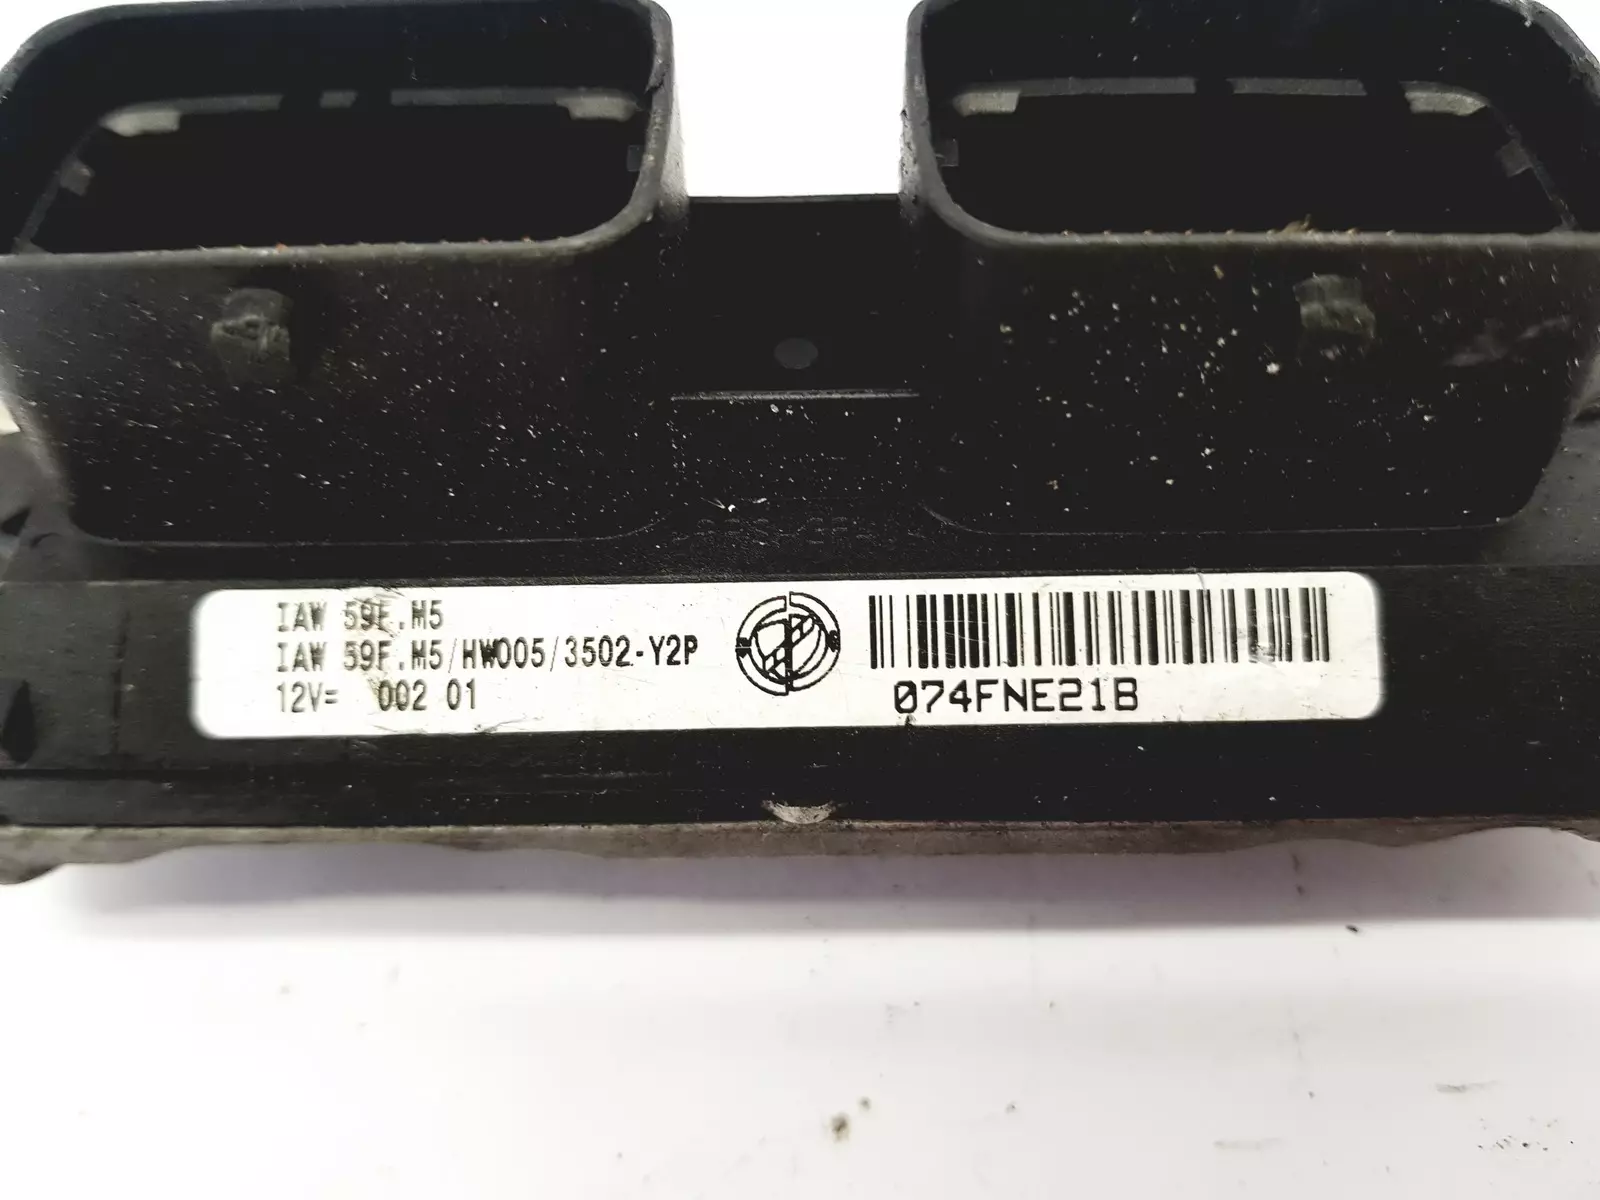 IAW 59F.M5
IAW 59F.M5/HW005/3502-Y2P
12V= 002 01
074FNE21B